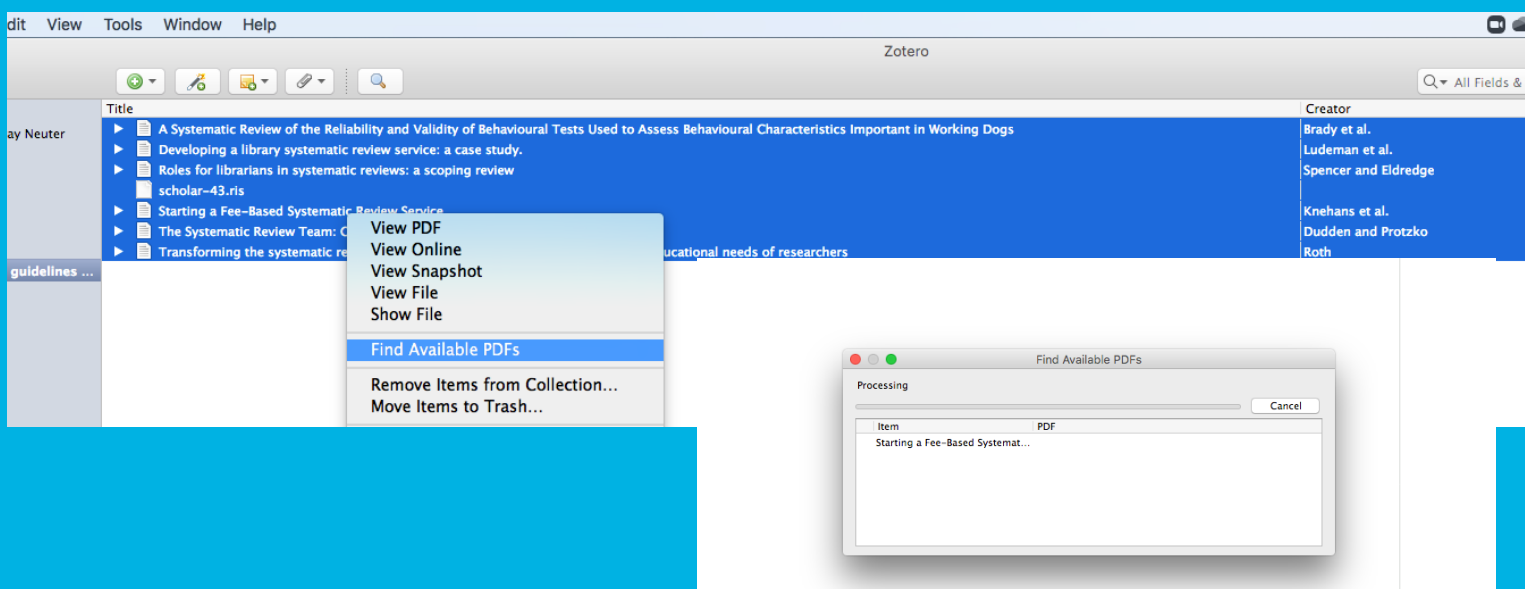 dit View Tools Window Help
Zotero
All Fields &
Title Creator
ay Neuter
A Systematic Review of the Reliability and Validity of Behavioural Tests Used to Assess Behavioural Characteristics Important in Working Dogs Brady et al.
Developing a library systematic review service: a case study. Ludeman et al.
Roles for librarians in systematic reviews: a scoping review Spencer and Eldredge
scholar-43.ris
Starting a Fee-Based Systematic Review Service Knehans et al.
The Systematic Review Team: C Dudden and Protzko
Transforming the systematic re ucational needs of researchers Roth
guidelines ...
View PDF
View Online
View Snapshot
View File
Show File
Find Available PDFs
Remove Items from Collection...
Move Items to Trash...
Find Available PDFs
Processing
Cancel
Item PDF
Starting a Fee-Based Systemat...